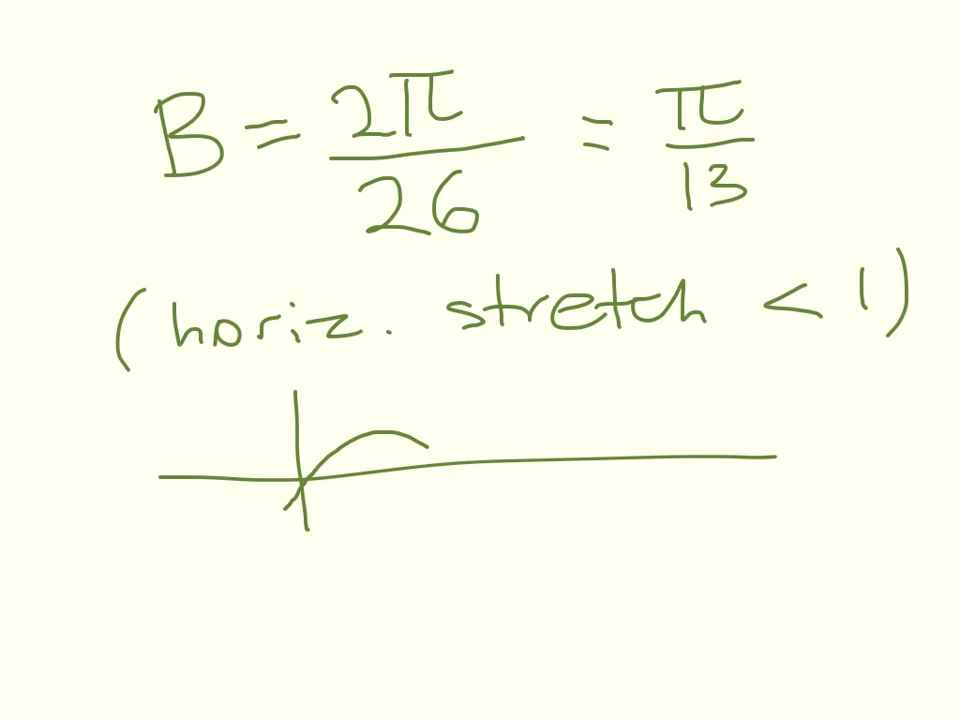 B = 2π/26 = π/13
(horiz. stretch < 1)